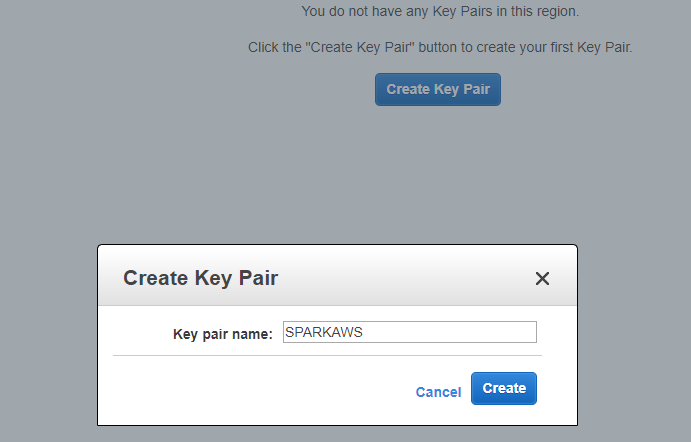 You do not have any Key Pairs in this region.
Click the "Create Key Pair" button to create your first Key Pair.
Create Key Pair
Create Key Pair
Key pair name: SPARKAWS
Cancel Create